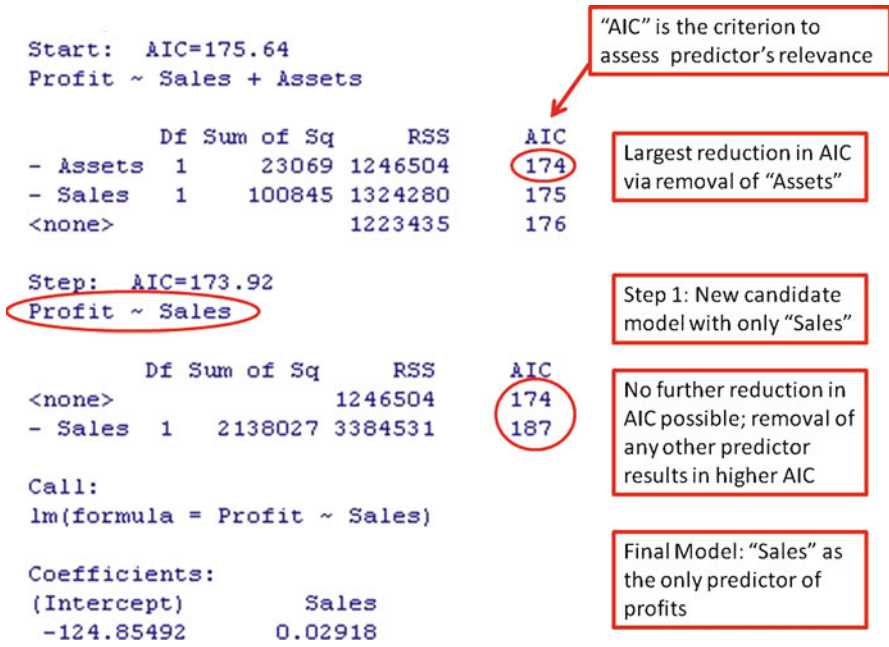 Start:  AIC=175.64
Profit ~ Sales + Assets
Df Sum of Sq RSS AIC
- Assets 1 23069 1246504 174
- Sales 1 100845 1324280 175
<none> 1223435 176
Step:  AIC=173.92
Profit ~ Sales
Df Sum of Sq RSS AIC
<none> 1246504 174
- Sales 1 2138027 3384531 187
Call:
lm(formula = Profit ~ Sales)
Coefficients:
(Intercept) Sales
-124.85492 0.02918
"AIC" is the criterion to
assess predictor's relevance
Largest reduction in AIC
via removal of "Assets"
Step 1: New candidate
model with only "Sales"
No further reduction in
AIC possible; removal of
any other predictor
results in higher AIC
Final Model: "Sales" as
the only predictor of
profits